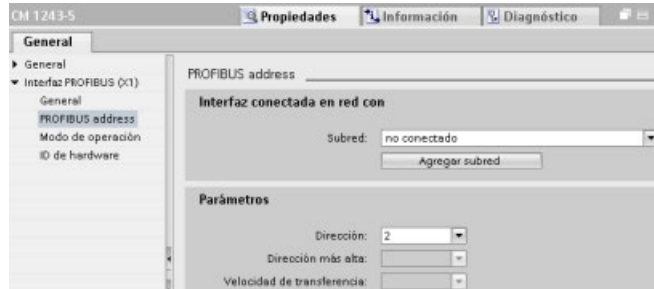 CM 1243-5
Propiedades
Información
Diagnóstico
General
General
Interfaz PROFIBUS (X1)
General
PROFIBUS address
Modo de operación
ID de hardware
PROFIBUS address
Interfaz conectada en red con
Subred: no conectado
Agregar subred
Parámetros
Dirección: 2
Dirección más alta:
Velocidad de transferencia: